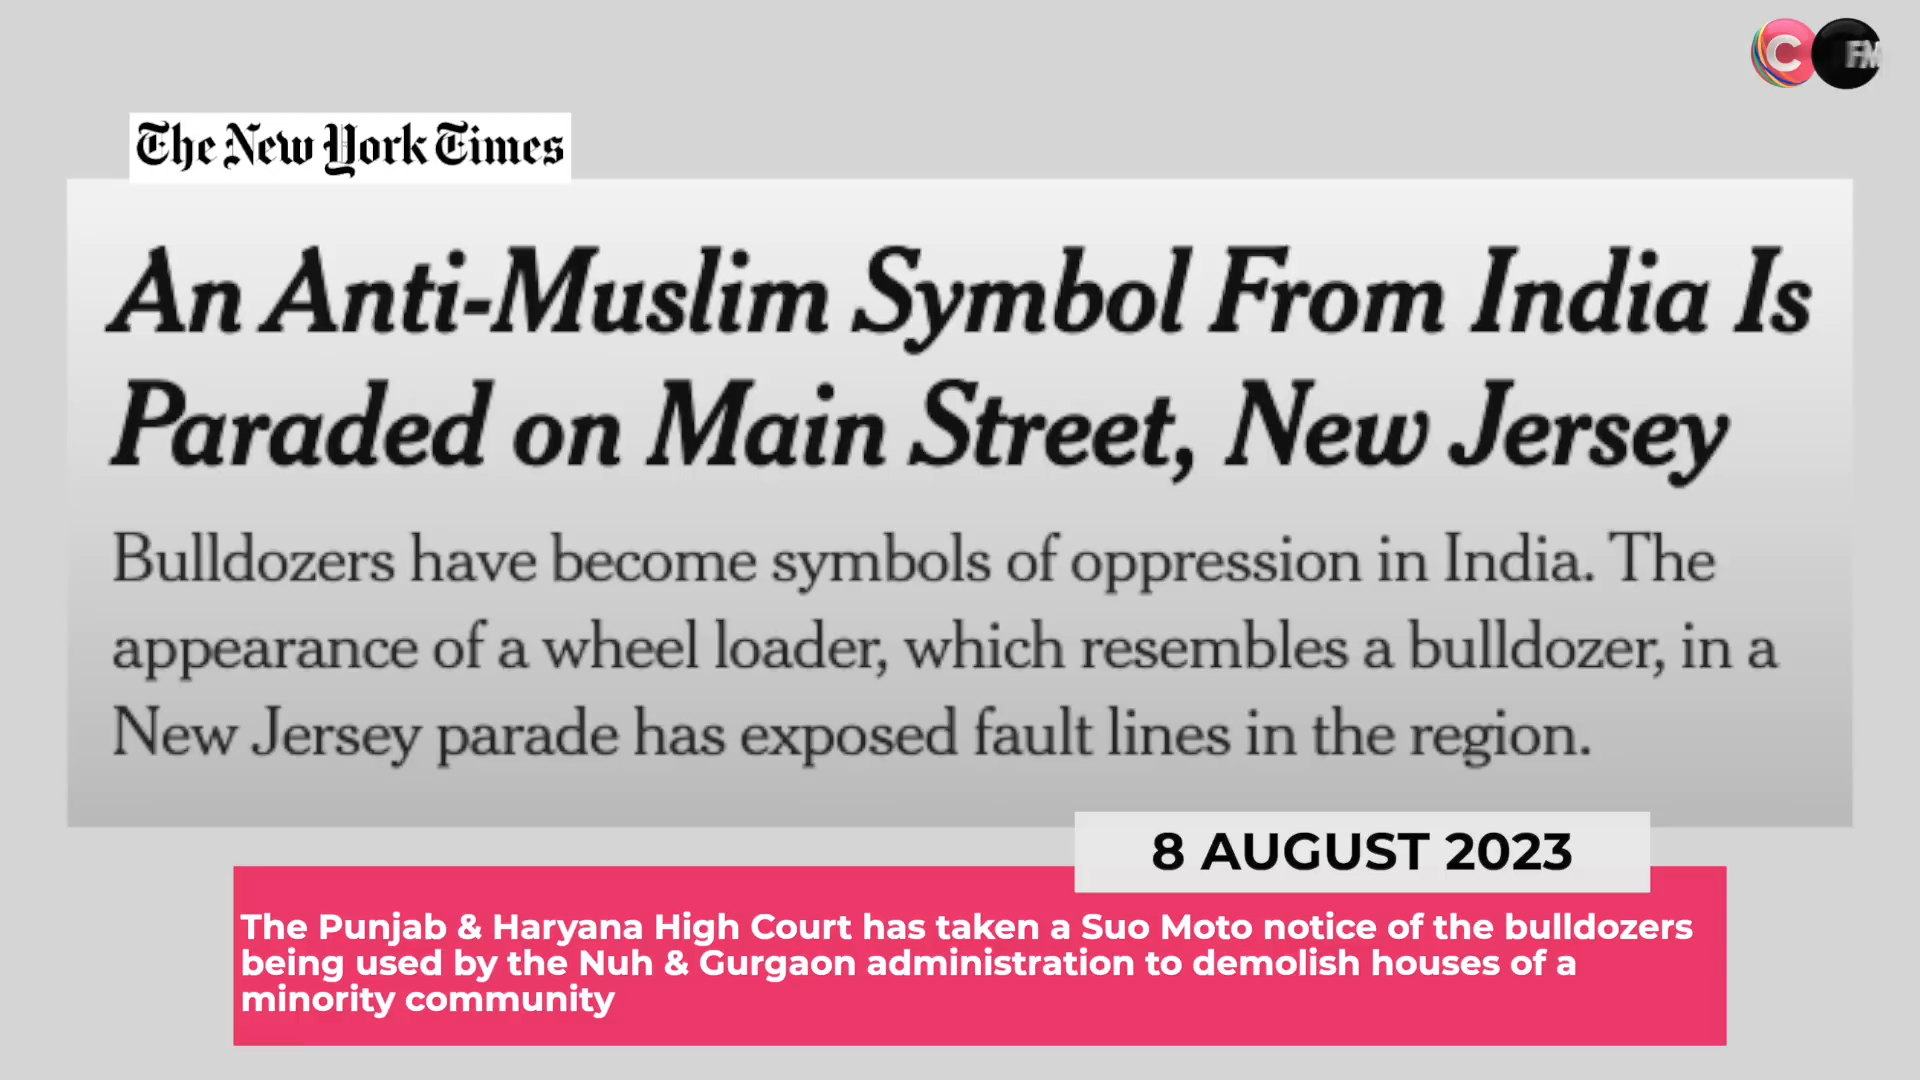 C FM
The New York Times
An Anti-Muslim Symbol From India Is
Paraded on Main Street, New Jersey
Bulldozers have become symbols of oppression in India. The
appearance of a wheel loader, which resembles a bulldozer, in a
New Jersey parade has exposed fault lines in the region.
8 AUGUST 2023
The Punjab & Haryana High Court has taken a Suo Moto notice of the bulldozers
being used by the Nuh & Gurgaon administration to demolish houses of a
minority community